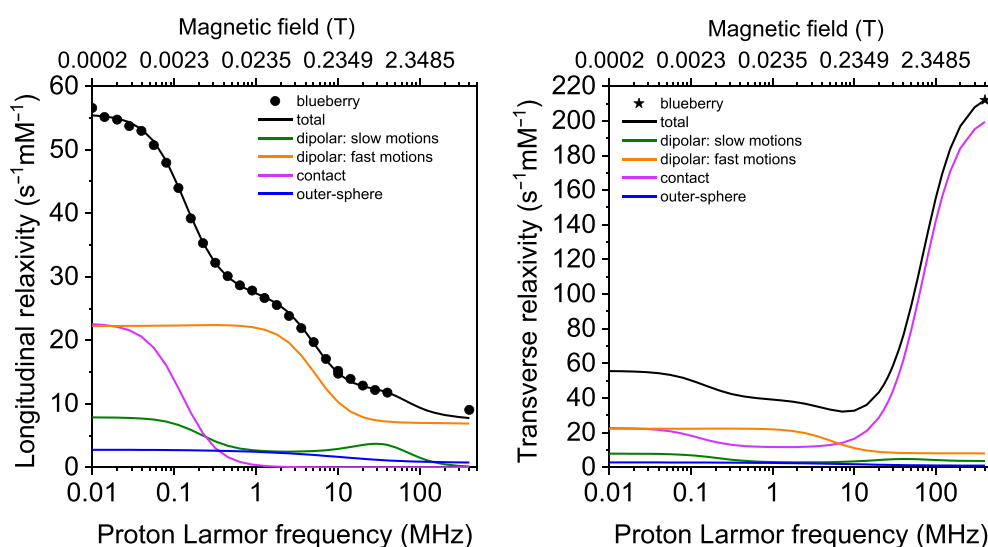 Magnetic field (T)
0.0002 0.0023 0.0235 0.2349 2.3485
60
50
40
30
20
10
0
Longitudinal relaxivity (s⁻¹mM⁻¹)
blueberry
total
dipolar: slow motions
dipolar: fast motions
contact
outer-sphere
0.01 0.1 1 10 100
Proton Larmor frequency (MHz)
Magnetic field (T)
0.0002 0.0023 0.0235 0.2349 2.3485
220
200
180
160
140
120
100
80
60
40
20
0
Transverse relaxivity (s⁻¹mM⁻¹)
blueberry
total
dipolar: slow motions
dipolar: fast motions
contact
outer-sphere
0.01 0.1 1 10 100
Proton Larmor frequency (MHz)